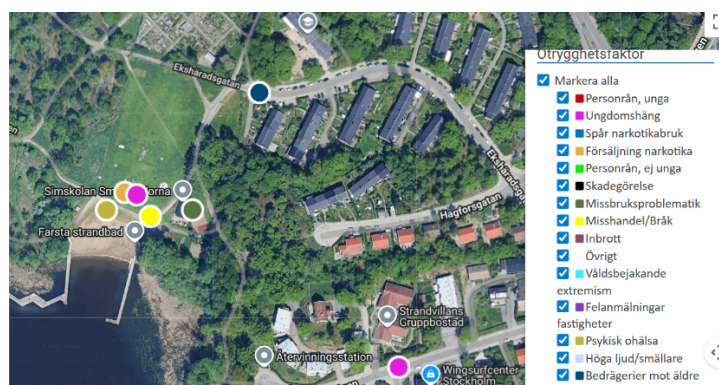 Ekshäradsgatan
Ekshäradsgatan
Hagforsgatan
Farsta strandbad
Strandvillans
Gruppbostad
Återvinningsstation
Wingsurfcenter
Otrygghetsfaktor
Markera alla
Personrån, unga
Ungdomshäng
Spår narkotikabruk
Försäljning narkotika
Personrån, ej unga
Skadegörelse
Missbruksproblematik
Misshandel/Bråk
Inbrott
Övrigt
Våldsbejakande
extremism
Felanmälningar
fastigheter
Psykisk ohälsa
Höga ljud/smällare
Bedrägerier mot äldre